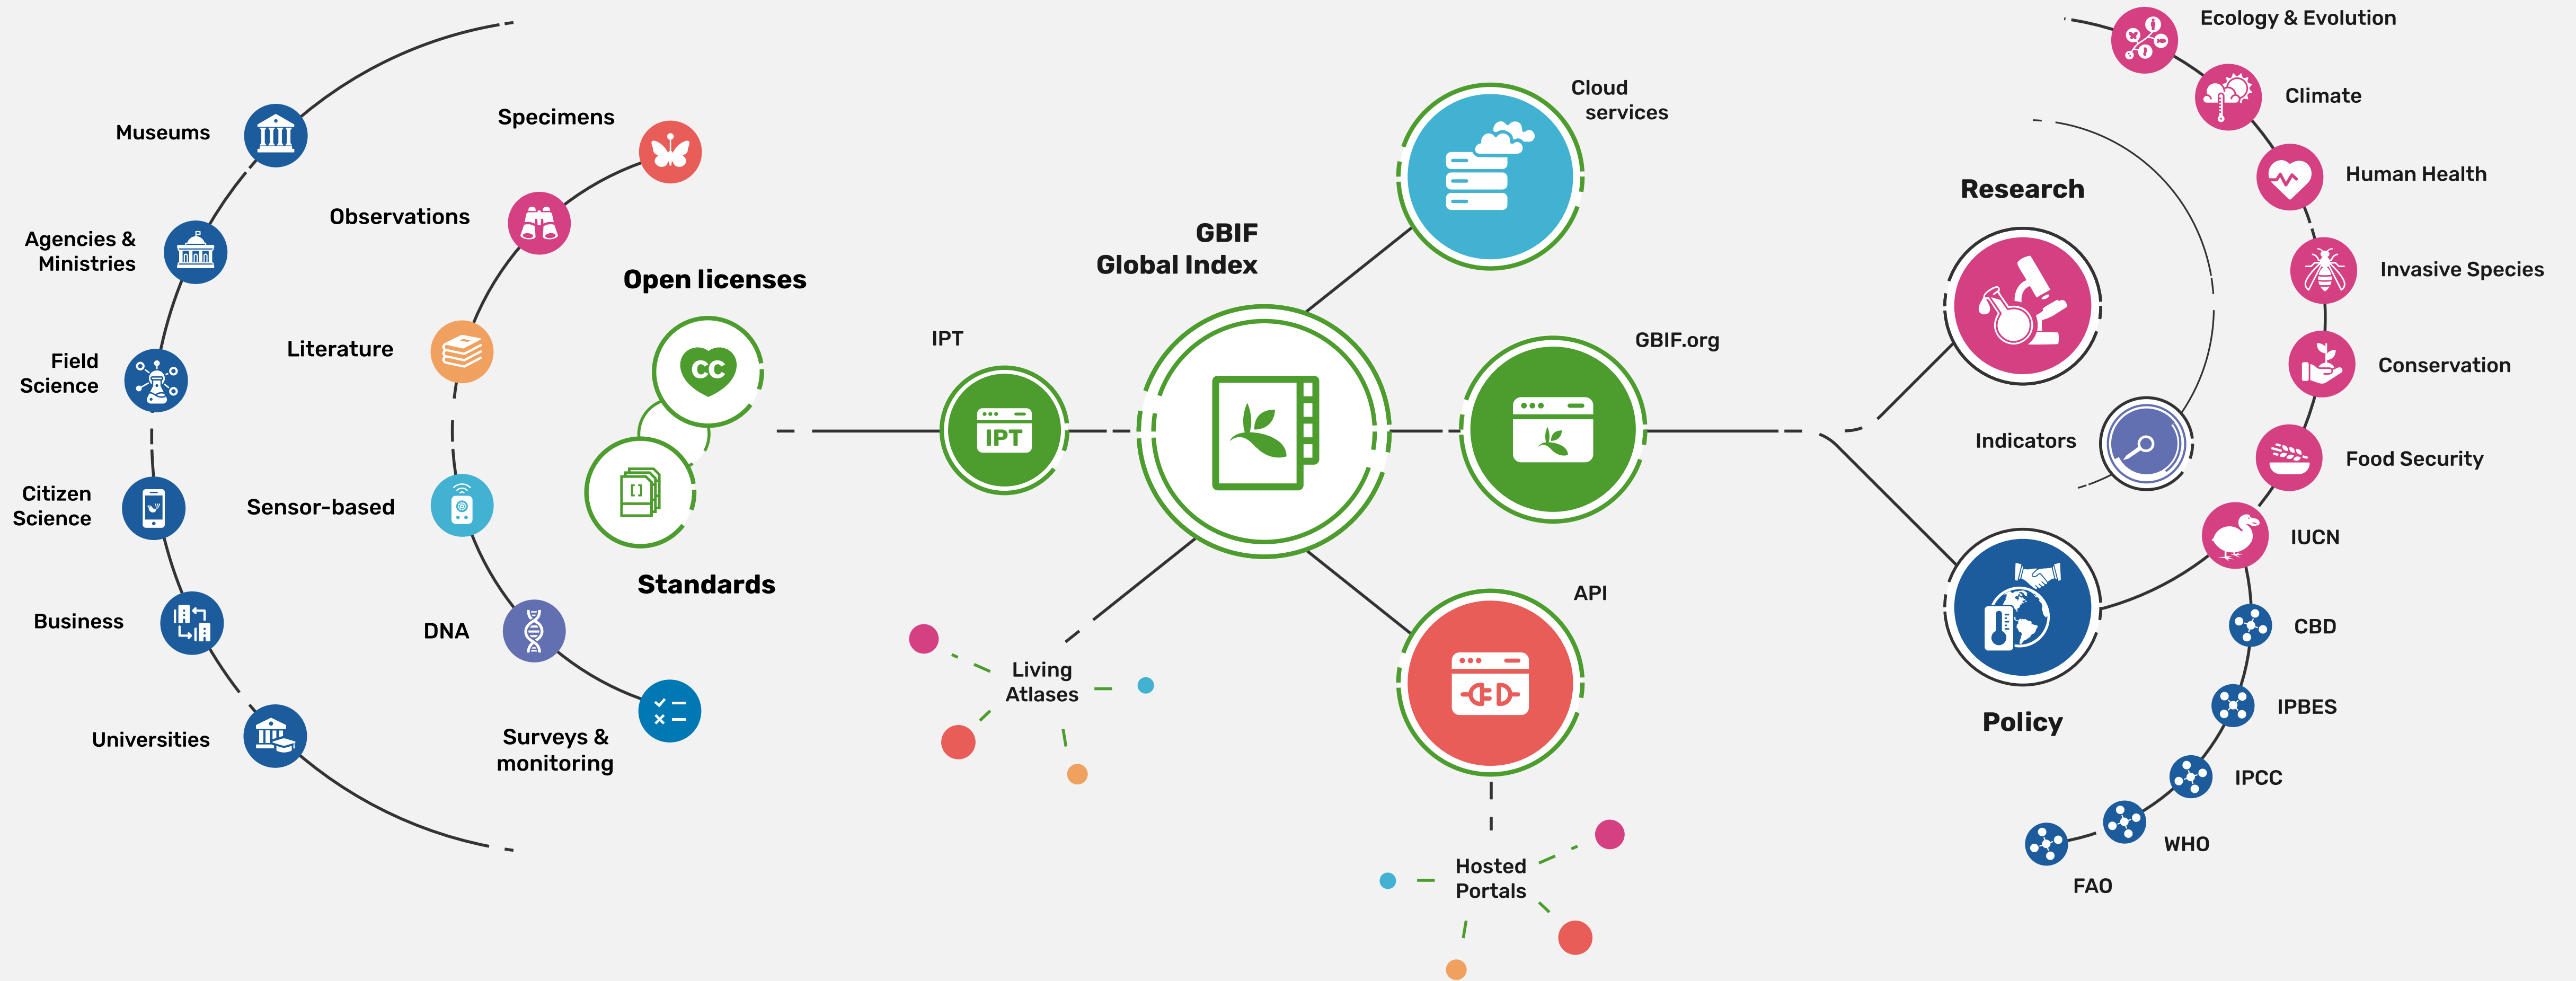 Museums
Agencies &
Ministries
Field
Science
Citizen
Science
Business
Universities
Specimens
Observations
Literature
Sensor-based
DNA
Surveys &
monitoring
Open licenses
CC
Standards
IPT
IPT
GBIF
Global Index
Cloud
services
GBIF.org
API
Living
Atlases
Hosted
Portals
Research
Indicators
Policy
Ecology & Evolution
Climate
Human Health
Invasive Species
Conservation
Food Security
IUCN
CBD
IPBES
IPCC
WHO
FAO